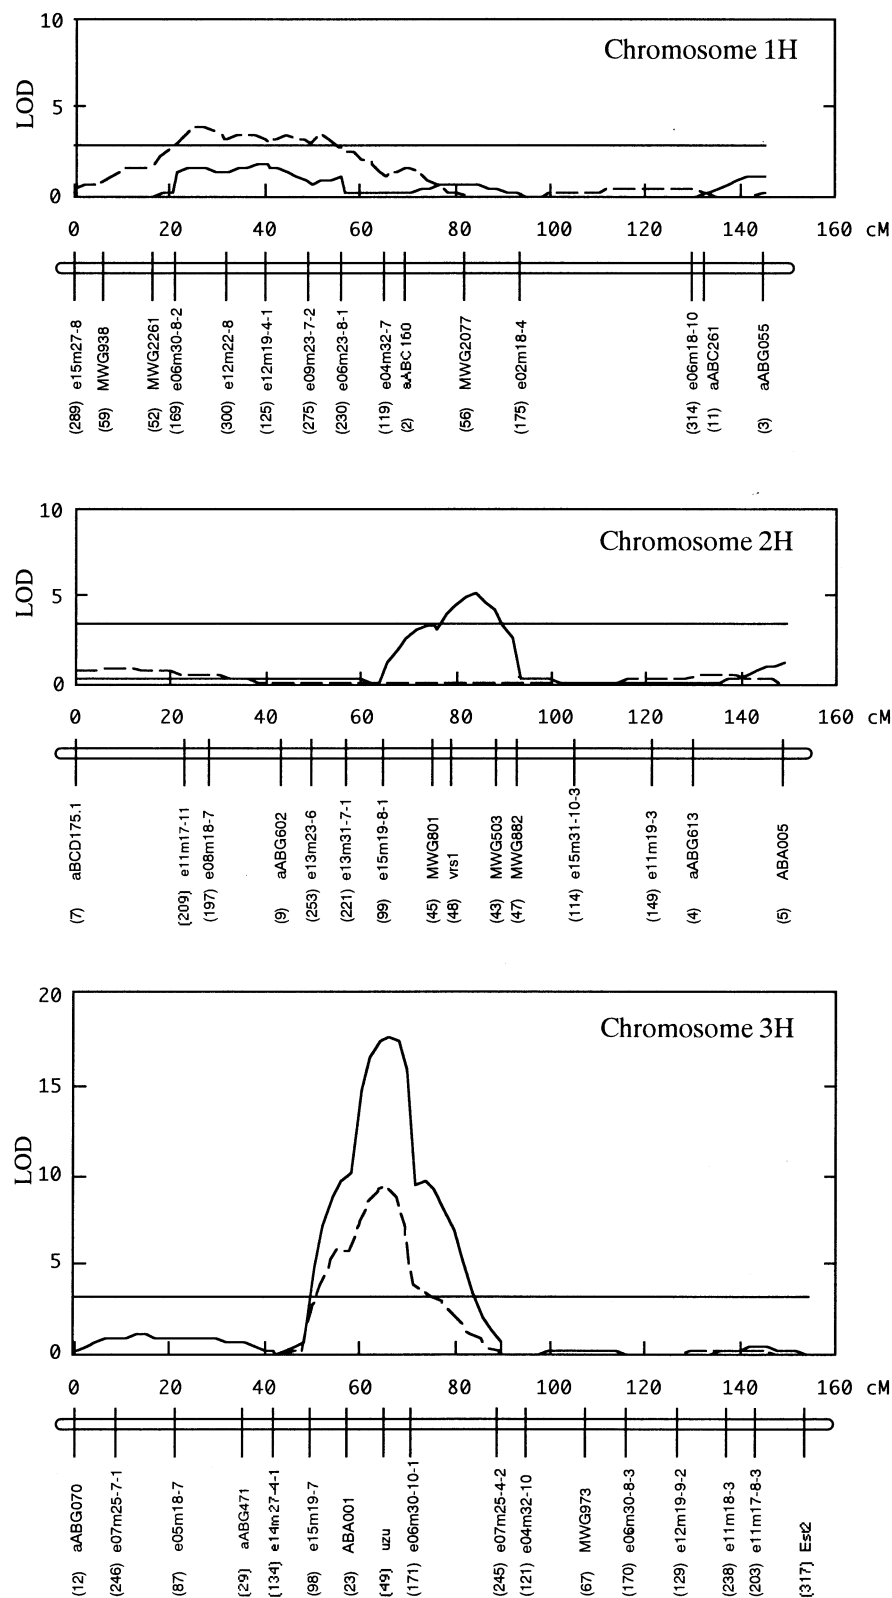 10
Chromosome 1H
LOD
5
0
0 20 40 60 80 100 120 140 160 cM
(289) e15m27-8
(59) MWG938
(52) MWG2261
(169) e06m30-8-2
(300) e12m22-8
(125) e12m19-4-1
(275) e09m23-7-2
(230) e06m23-8-1
(119) e04m32-7
(2) aABC160
(56) MWG2077
(175) e02m18-4
(314) e06m18-10
(11) aABC261
(3) aABG055
10
Chromosome 2H
LOD
5
0
0 20 40 60 80 100 120 140 160 cM
(7) aBCD175.1
[209] e11m17-11
(197) e08m18-7
(9) aABG602
(253) e13m23-6
(221) e13m31-7-1
(99) e15m19-8-1
(45) MWG801
(48) vrs1
(43) MWG503
(47) MWG882
(114) e15m31-10-3
(149) e11m19-3
(4) aABG613
(5) ABA005
20
Chromosome 3H
15
LOD
10
5
0
0 20 40 60 80 100 120 140 160 cM
(12) aABG070
(246) e07m25-7-1
(87) e05m18-7
[29] aABG471
[134] e14m27-4-1
(98) e15m19-7
(23) ABA001
[49] uzu
(171) e06m30-10-1
(245) e07m25-4-2
(121) e04m32-10
(67) MWG973
(170) e06m30-8-3
(129) e12m19-9-2
(238) e11m18-3
(203) e11m17-8-3
[317] Est2